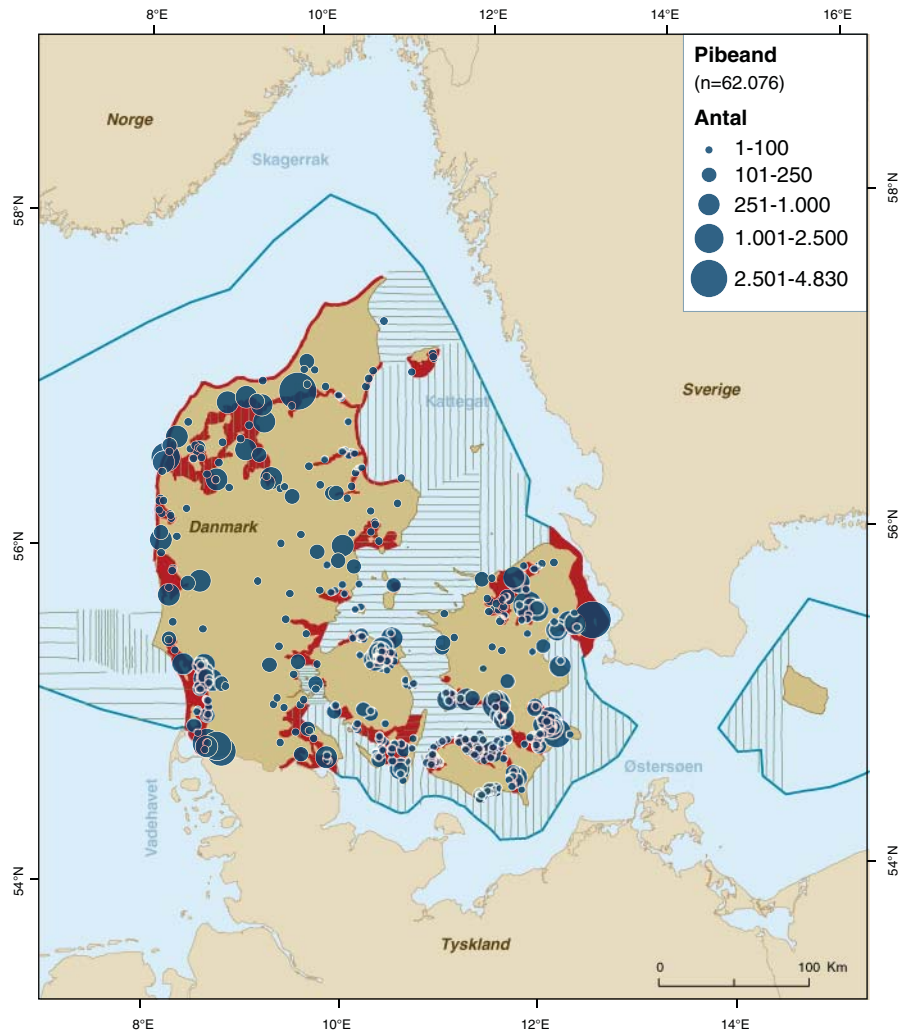 8°E 10°E 12°E 14°E 16°E
Pibeand
(n=62.076)
Antal
1-100
101-250
251-1.000
1.001-2.500
2.501-4.830
Norge
Skagerrak
58°N
58°N
Sverige
Kattegat
Danmark
56°N
56°N
Østersøen
Vadehavet
54°N
54°N
Tyskland
0 100 Km
8°E 10°E 12°E 14°E